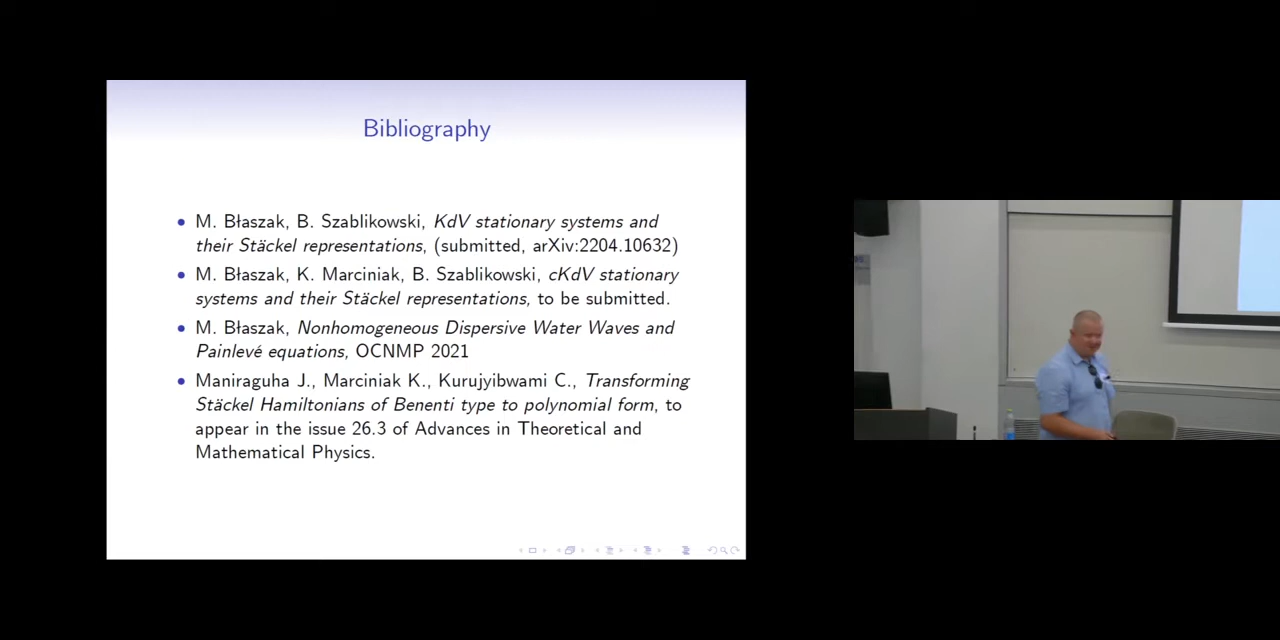 Bibliography
• M. Błaszak, B. Szablikowski, KdV stationary systems and
their Stäckel representations, (submitted, arXiv:2204.10632)
• M. Błaszak, K. Marciniak, B. Szablikowski, cKdV stationary
systems and their Stäckel representations, to be submitted.
• M. Błaszak, Nonhomogeneous Dispersive Water Waves and
Painlevé equations, OCNMP 2021
• Maniraguha J., Marciniak K., Kurujyibwami C., Transforming
Stäckel Hamiltonians of Benenti type to polynomial form, to
appear in the issue 26.3 of Advances in Theoretical and
Mathematical Physics.